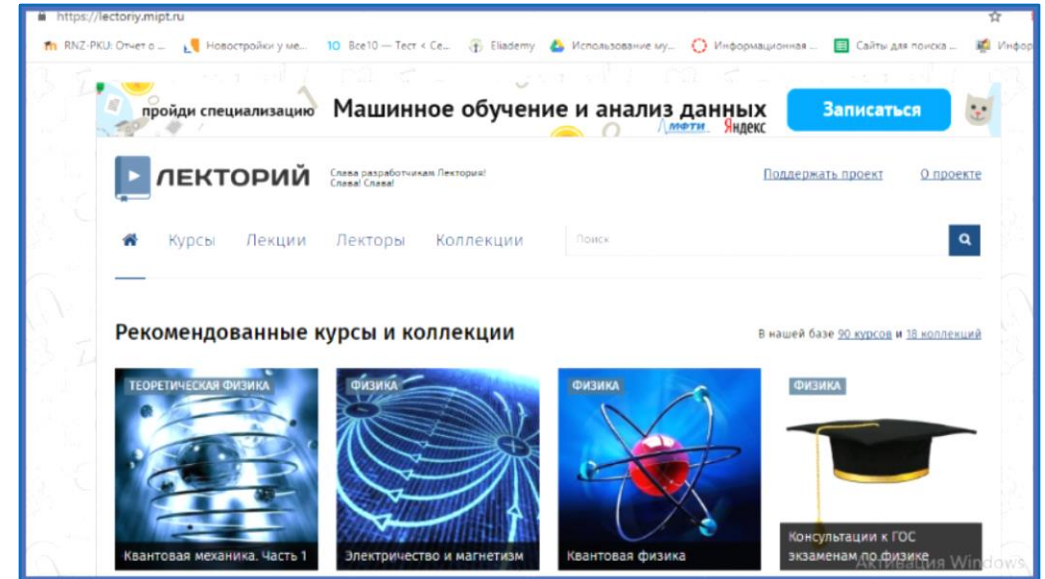 https://lectoriy.mipt.ru
RNZ-PKU: Отчет о ... Новостройки у ме... Все10 — Тест < Се... Eliademy Использование му... Информационная ... Сайты для поиска ... Инфор
пройди специализацию Машинное обучение и анализ данных Записаться
мфти Яндекс
ЛЕКТОРИЙ Слава разработчикам Лектория! Поддержать проект О проекте
Слава! Слава!
Курсы Лекции Лекторы Коллекции Поиск
Рекомендованные курсы и коллекции В нашей базе 90 курсов и 18 коллекций
ТЕОРЕТИЧЕСКАЯ ФИЗИКА ФИЗИКА ФИЗИКА ФИЗИКА
Квантовая механика. Часть 1 Электричество и магнетизм Квантовая физика Консультации к ГОС
экзаменам по физике
Активация Windows